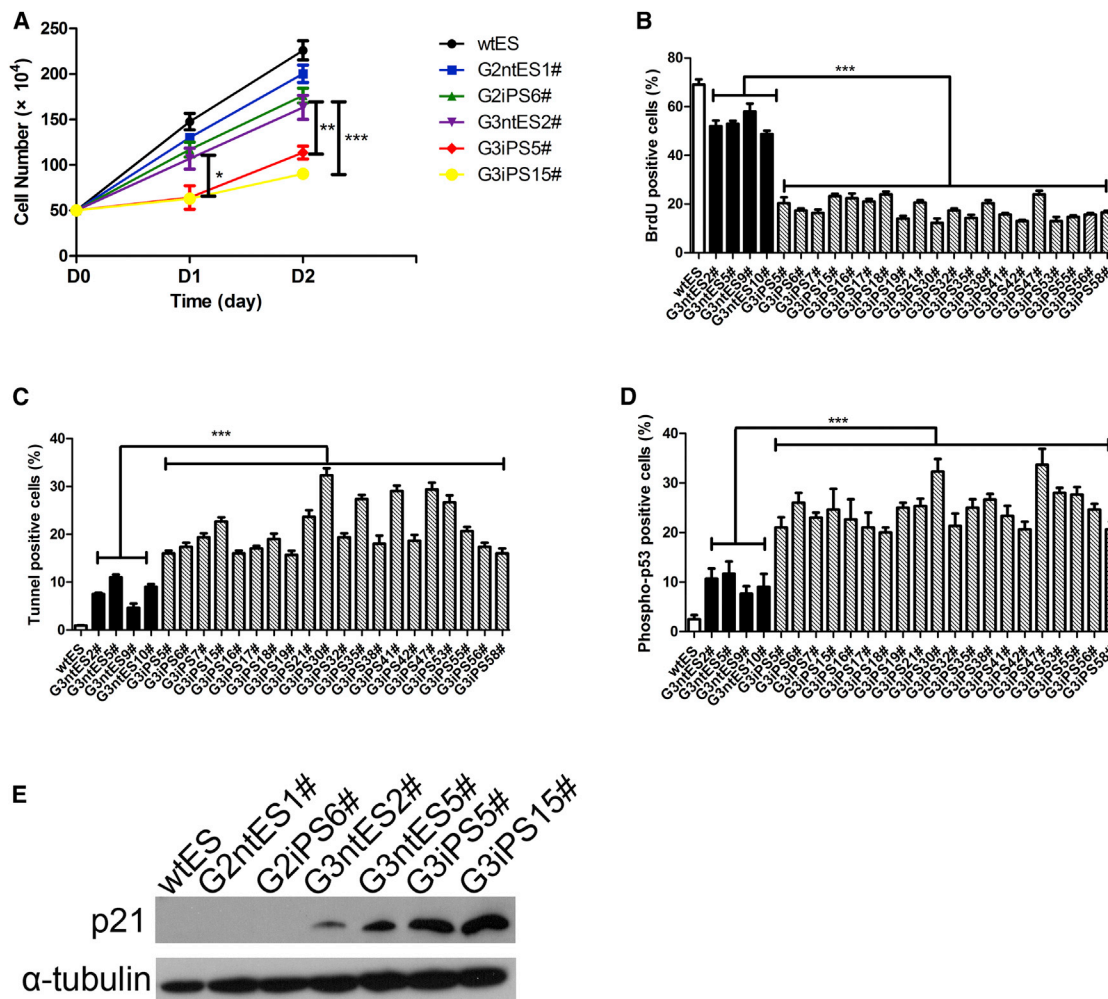 A
Cell Number (× 10⁴)
250
200
150
100
50
0
D0
D1
D2
Time (day)
*
**
***
wtES
G2ntES1#
G2iPS6#
G3ntES2#
G3iPS5#
G3iPS15#
B
BrdU positive cells (%)
80
60
40
20
0
***
wtES
G3ntES2#
G3ntES5#
G3ntES9#
G3ntES10#
G3iPS5#
G3iPS6#
G3iPS7#
G3iPS15#
G3iPS16#
G3iPS17#
G3iPS18#
G3iPS19#
G3iPS21#
G3iPS30#
G3iPS32#
G3iPS35#
G3iPS38#
G3iPS41#
G3iPS42#
G3iPS47#
G3iPS53#
G3iPS55#
G3iPS56#
G3iPS58#
C
Tunnel positive cells (%)
40
30
20
10
0
***
wtES
G3ntES2#
G3ntES5#
G3ntES9#
G3ntES10#
G3iPS5#
G3iPS6#
G3iPS7#
G3iPS15#
G3iPS16#
G3iPS17#
G3iPS18#
G3iPS19#
G3iPS21#
G3iPS30#
G3iPS32#
G3iPS35#
G3iPS38#
G3iPS41#
G3iPS42#
G3iPS47#
G3iPS53#
G3iPS55#
G3iPS56#
G3iPS58#
D
Phospho-p53 positive cells (%)
40
30
20
10
0
***
wtES
G3ntES2#
G3ntES5#
G3ntES9#
G3ntES10#
G3iPS5#
G3iPS6#
G3iPS7#
G3iPS15#
G3iPS16#
G3iPS17#
G3iPS18#
G3iPS19#
G3iPS21#
G3iPS30#
G3iPS32#
G3iPS35#
G3iPS38#
G3iPS41#
G3iPS42#
G3iPS47#
G3iPS53#
G3iPS55#
G3iPS56#
G3iPS58#
E
wtES
G2ntES1#
G2iPS6#
G3ntES2#
G3ntES5#
G3iPS5#
G3iPS15#
p21
α-tubulin